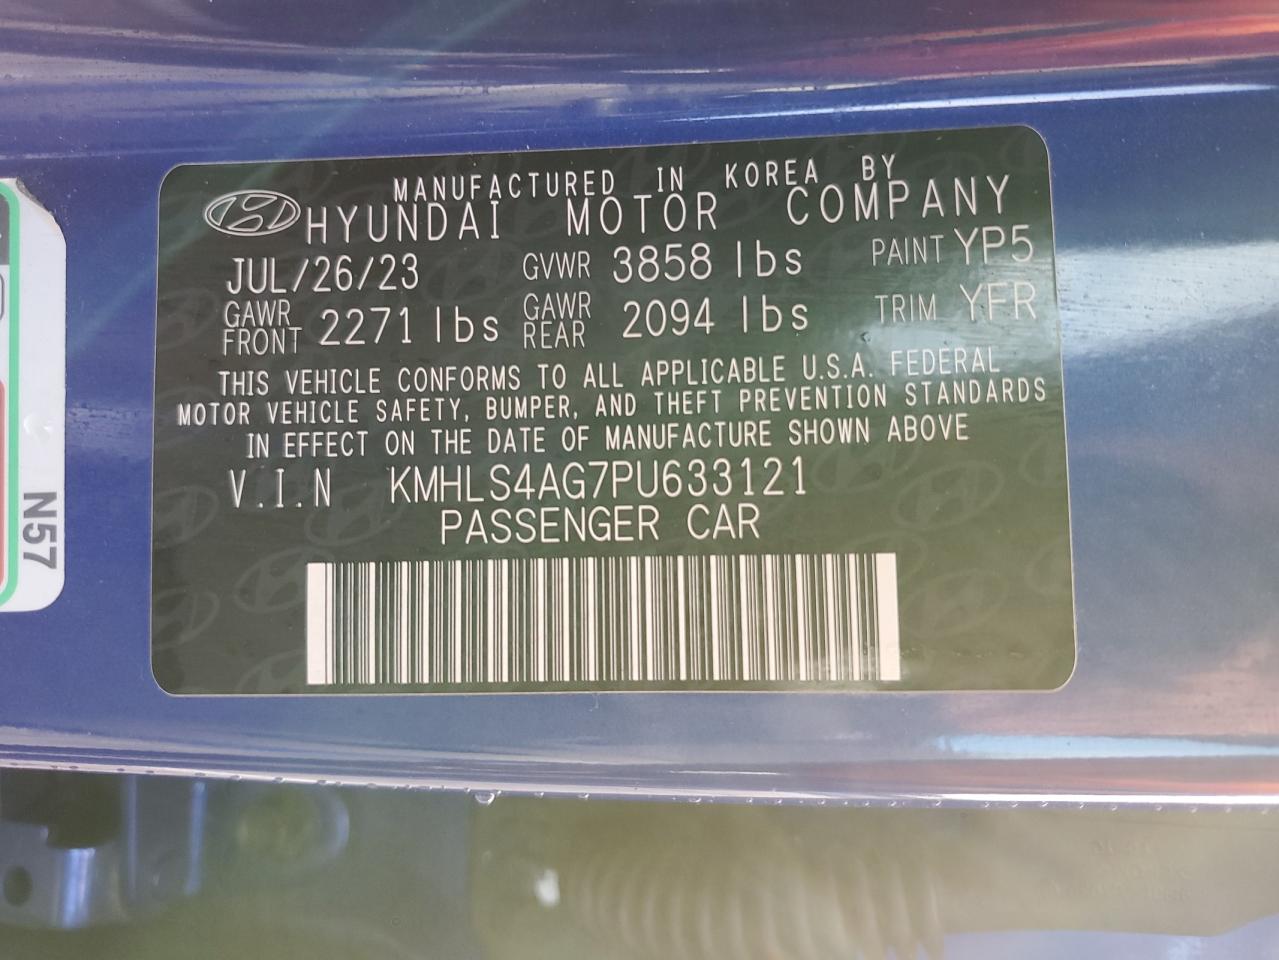 MANUFACTURED IN KOREA BY
HYUNDAI MOTOR COMPANY
JUL/26/23 GVWR 3858 lbs PAINT YP5
GAWR FRONT 2271 lbs GAWR REAR 2094 lbs TRIM YFR
THIS VEHICLE CONFORMS TO ALL APPLICABLE U.S.A. FEDERAL
MOTOR VEHICLE SAFETY, BUMPER, AND THEFT PREVENTION STANDARDS
IN EFFECT ON THE DATE OF MANUFACTURE SHOWN ABOVE
V.I.N KMHLS4AG7PU633121
PASSENGER CAR
N57